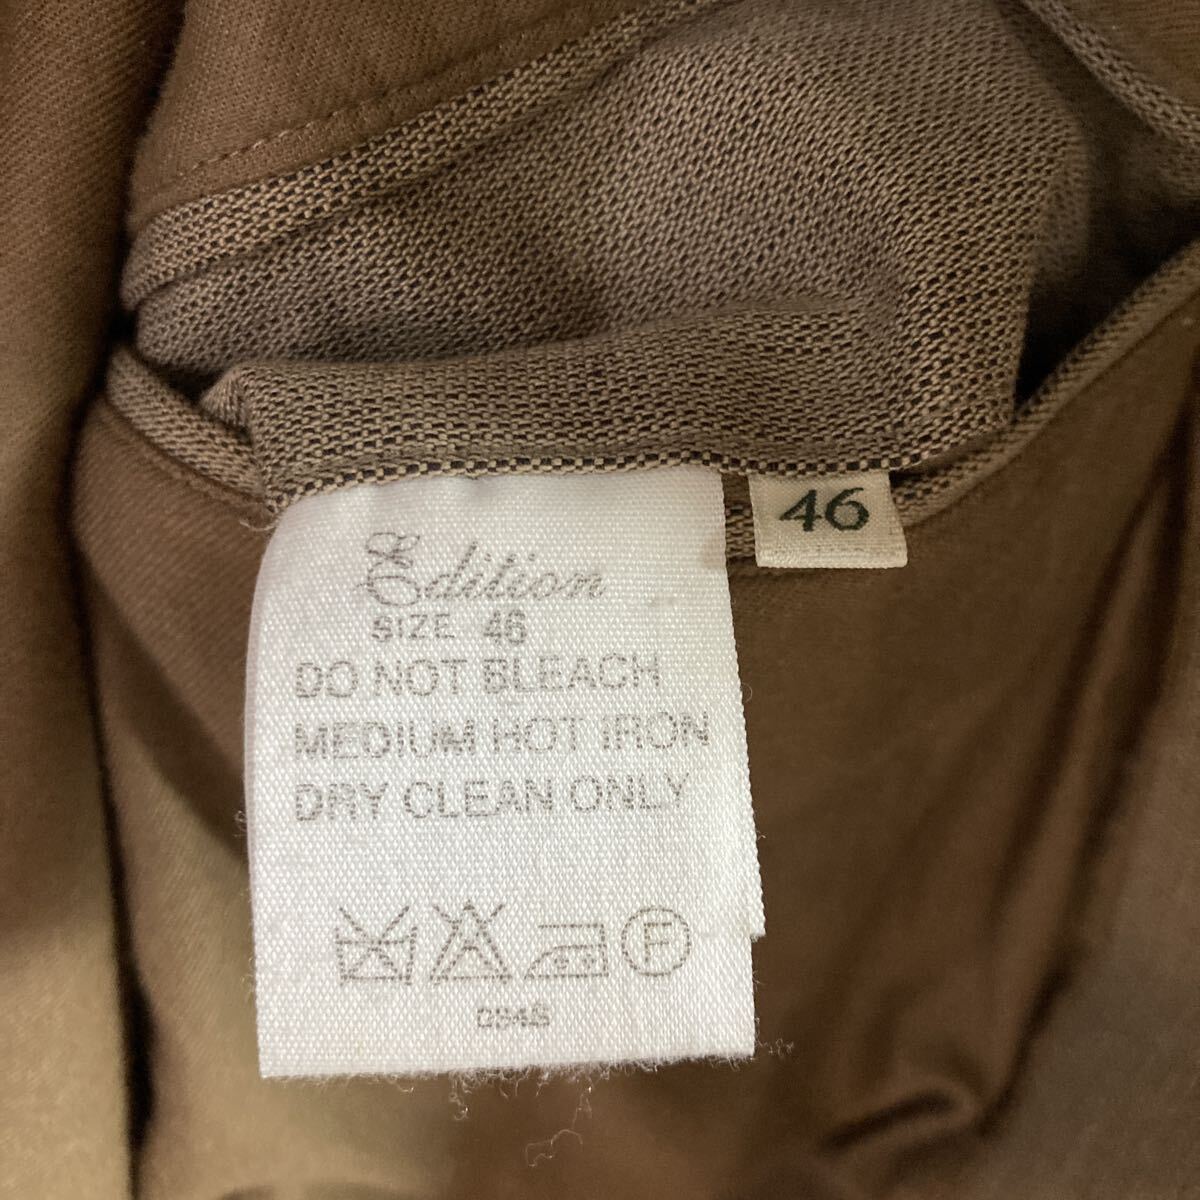 Edition
SIZE 46
DO NOT BLEACH
MEDIUM HOT IRON
DRY CLEAN ONLY
F
46